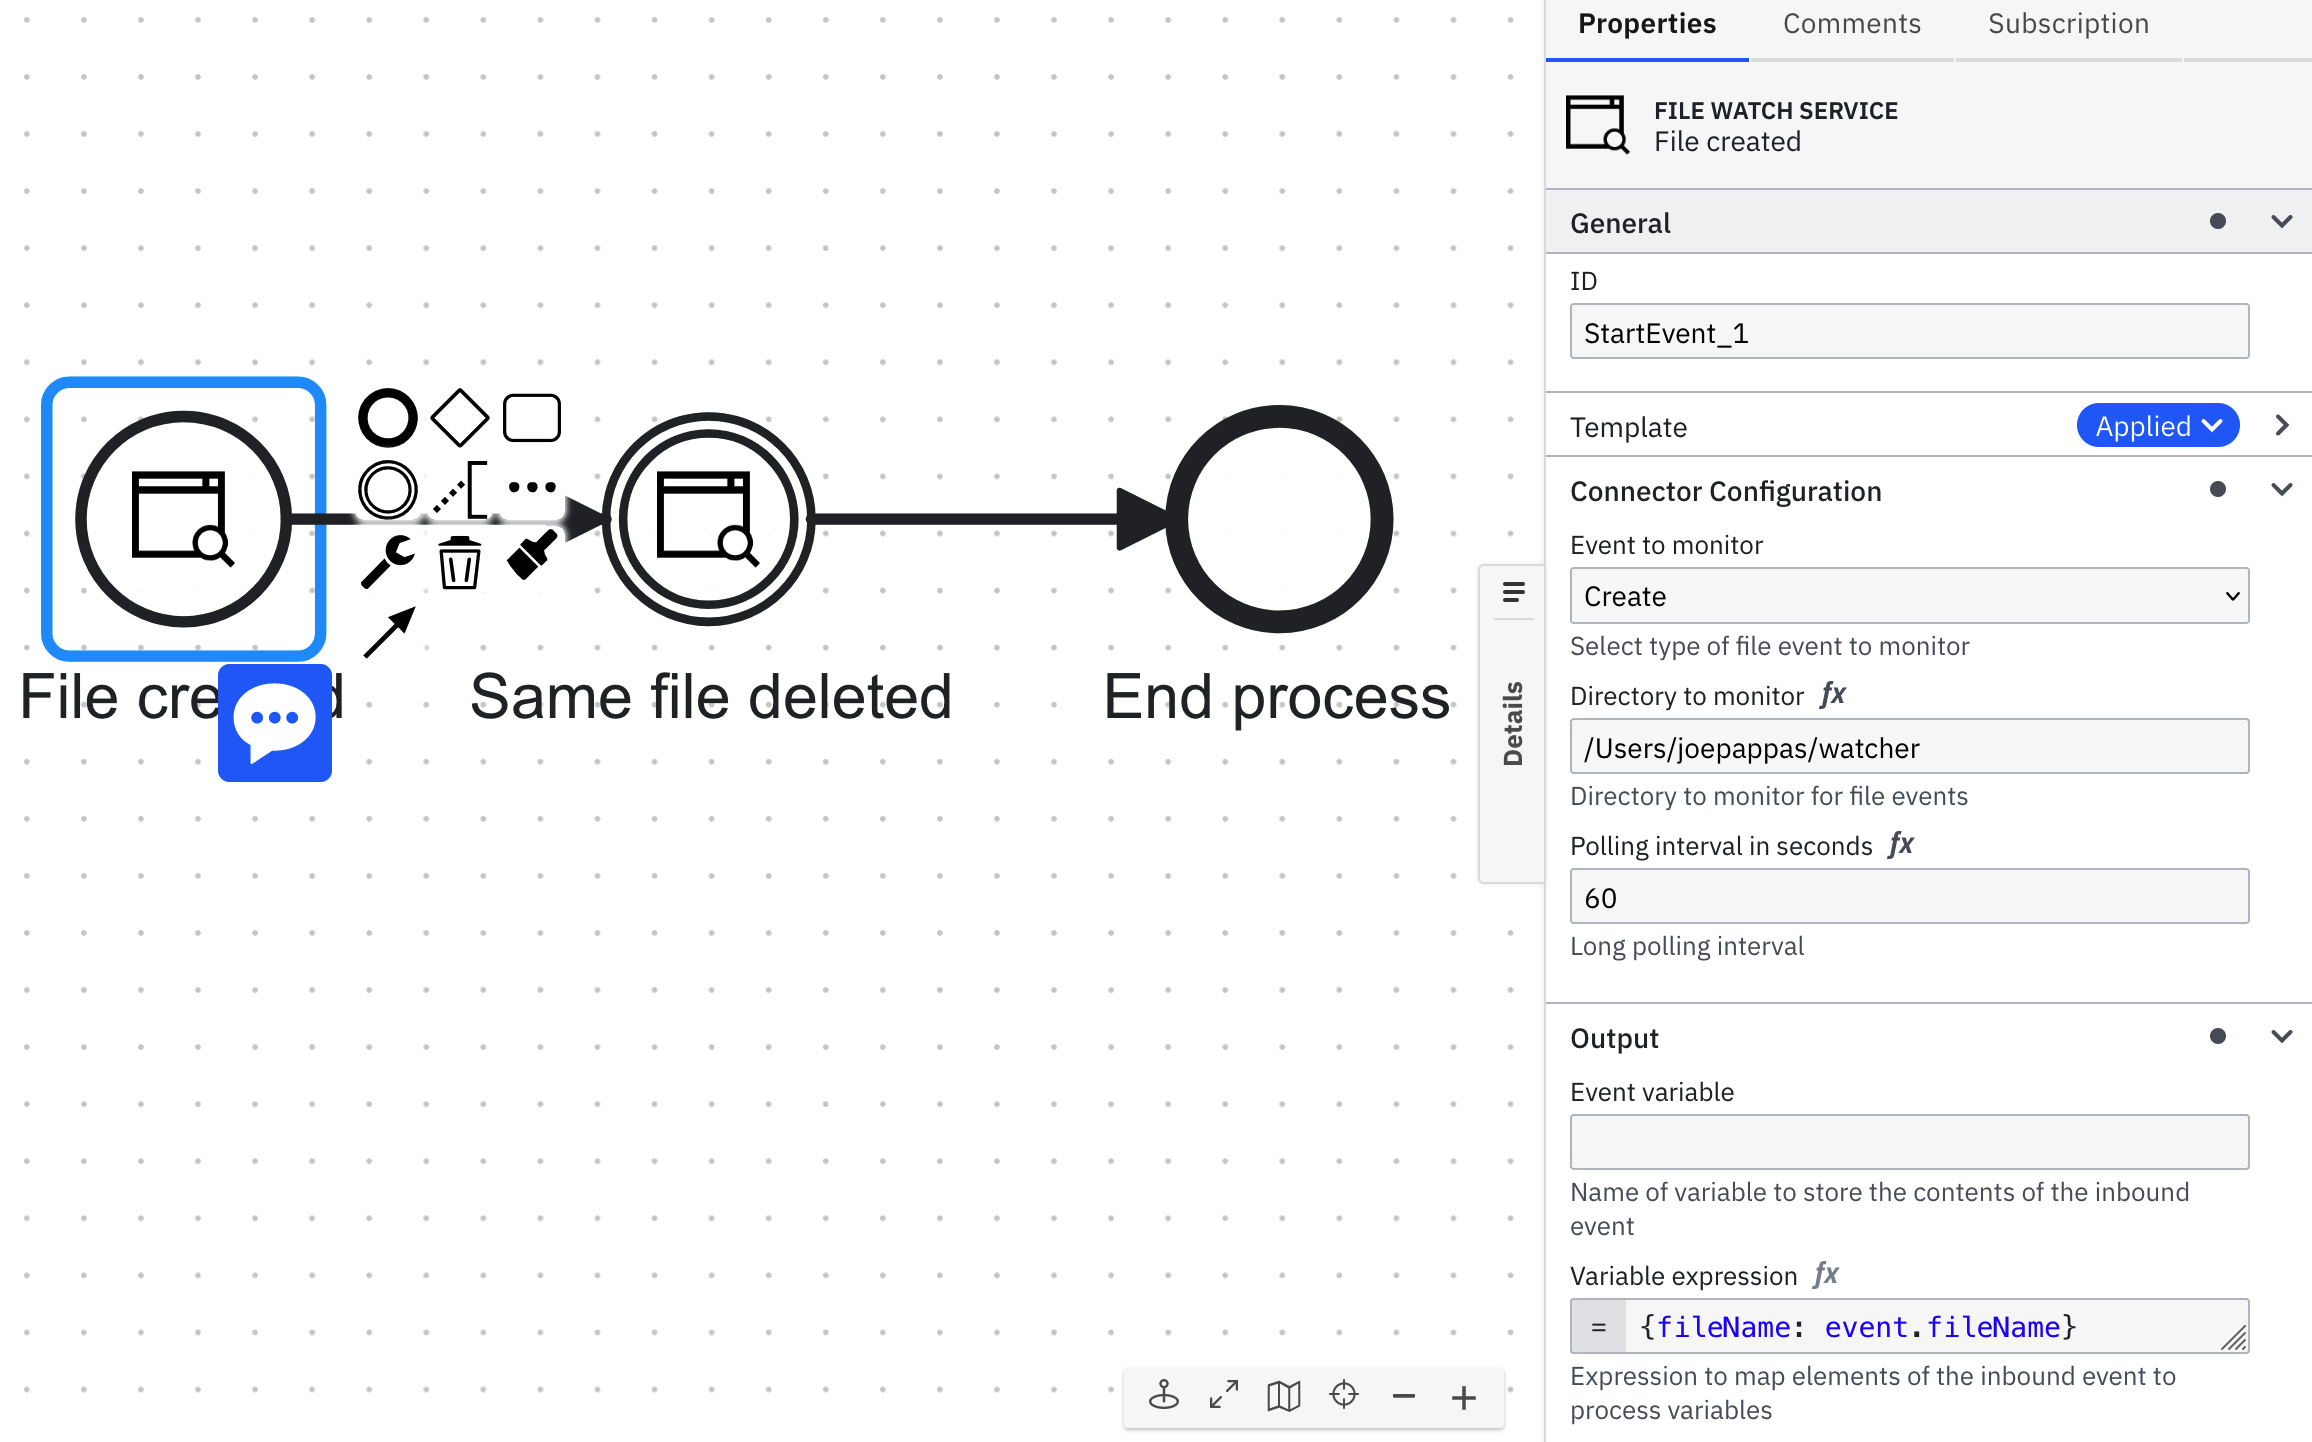 Properties
Comments
Subscription
FILE WATCH SERVICE
File created
General
ID
StartEvent_1
Template
Applied
Connector Configuration
Event to monitor
Create
Select type of file event to monitor
Directory to monitor fx
/Users/joepappas/watcher
Directory to monitor for file events
Polling interval in seconds fx
60
Long polling interval
Output
Event variable
Name of variable to store the contents of the inbound
event
Variable expression fx
= {fileName: event.fileName}
Expression to map elements of the inbound event to
process variables
Details
File
Same file deleted
End process